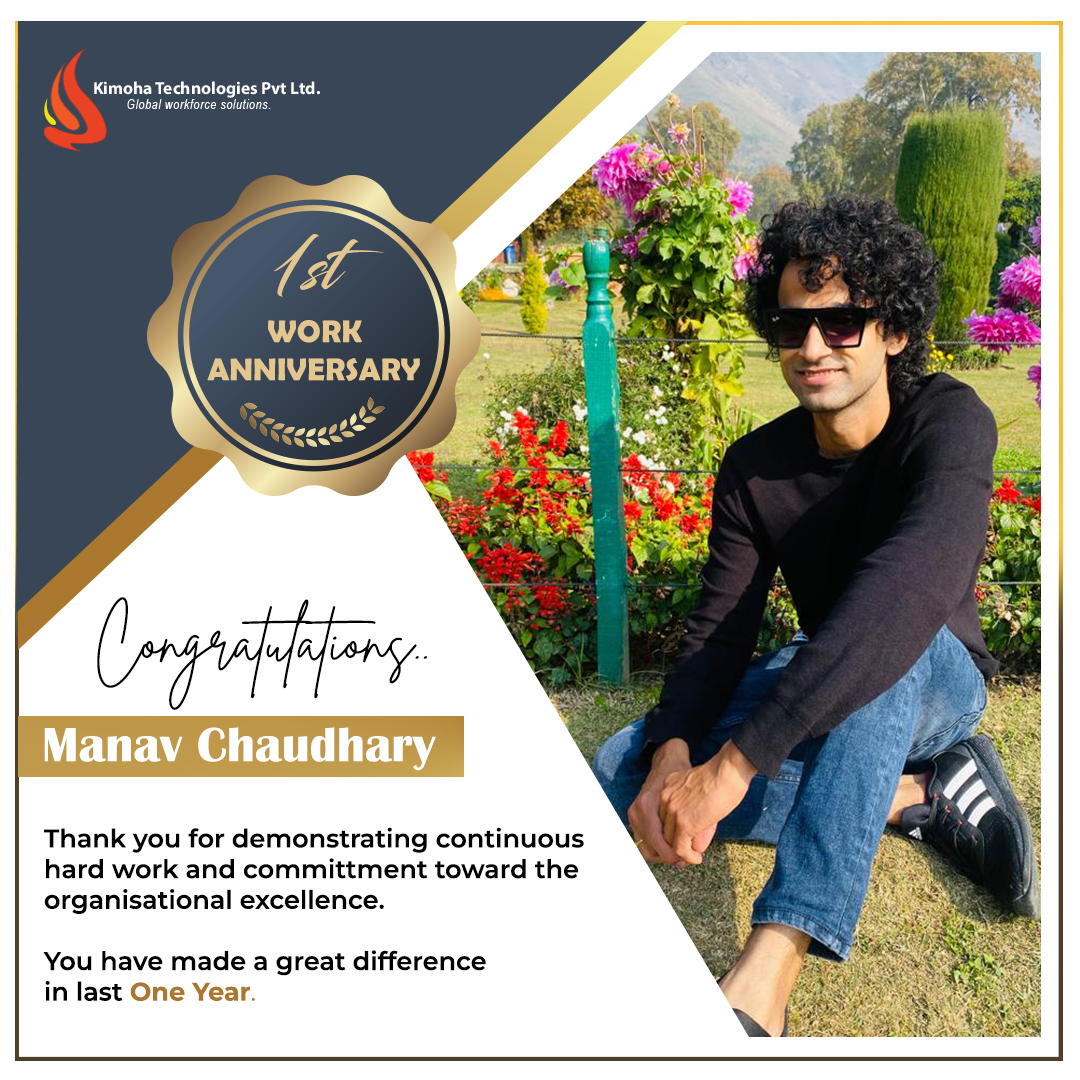 Kimoha Technologies Pvt Ltd.
Global workforce solutions.
1st
WORK
ANNIVERSARY
Congratulations..
Manav Chaudhary
Thank you for demonstrating continuous
hard work and committment toward the
organisational excellence.
You have made a great difference
in last One Year.